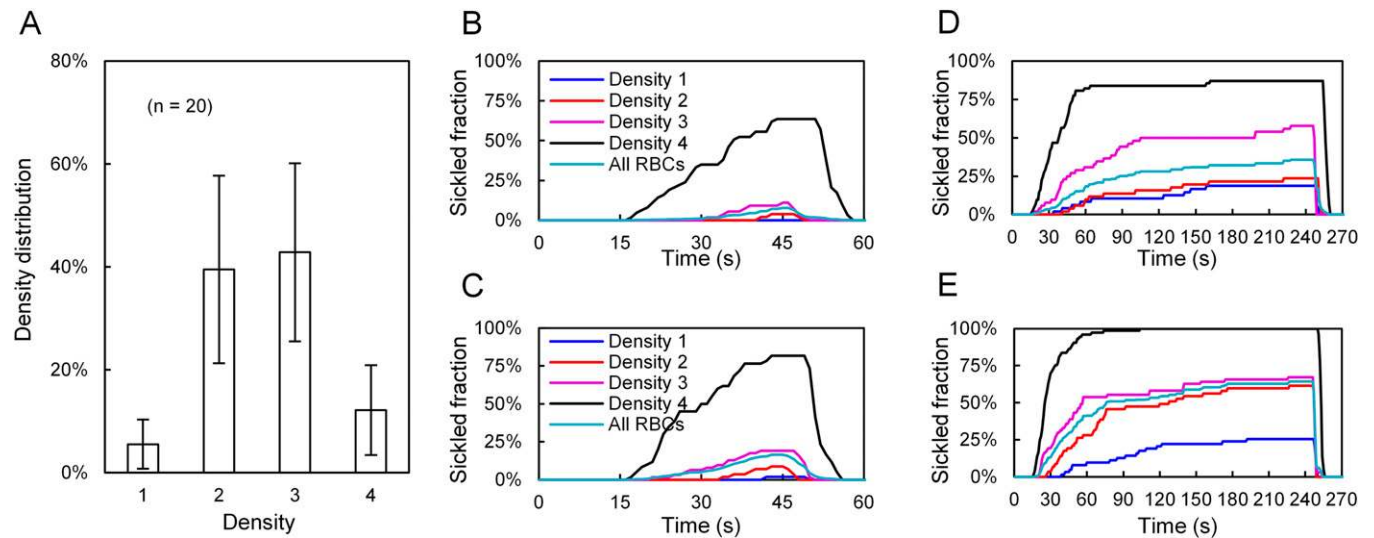 A
Density distribution
80%
60%
40%
20%
0%
(n = 20)
1 2 3 4
Density
B
Sickled fraction
100%
75%
50%
25%
0%
Density 1
Density 2
Density 3
Density 4
All RBCs
0 15 30 45 60
Time (s)
C
Sickled fraction
100%
75%
50%
25%
0%
Density 1
Density 2
Density 3
Density 4
All RBCs
0 15 30 45 60
Time (s)
D
Sickled fraction
100%
75%
50%
25%
0%
0 30 60 90 120 150 180 210 240 270
Time (s)
E
Sickled fraction
100%
75%
50%
25%
0%
0 30 60 90 120 150 180 210 240 270
Time (s)